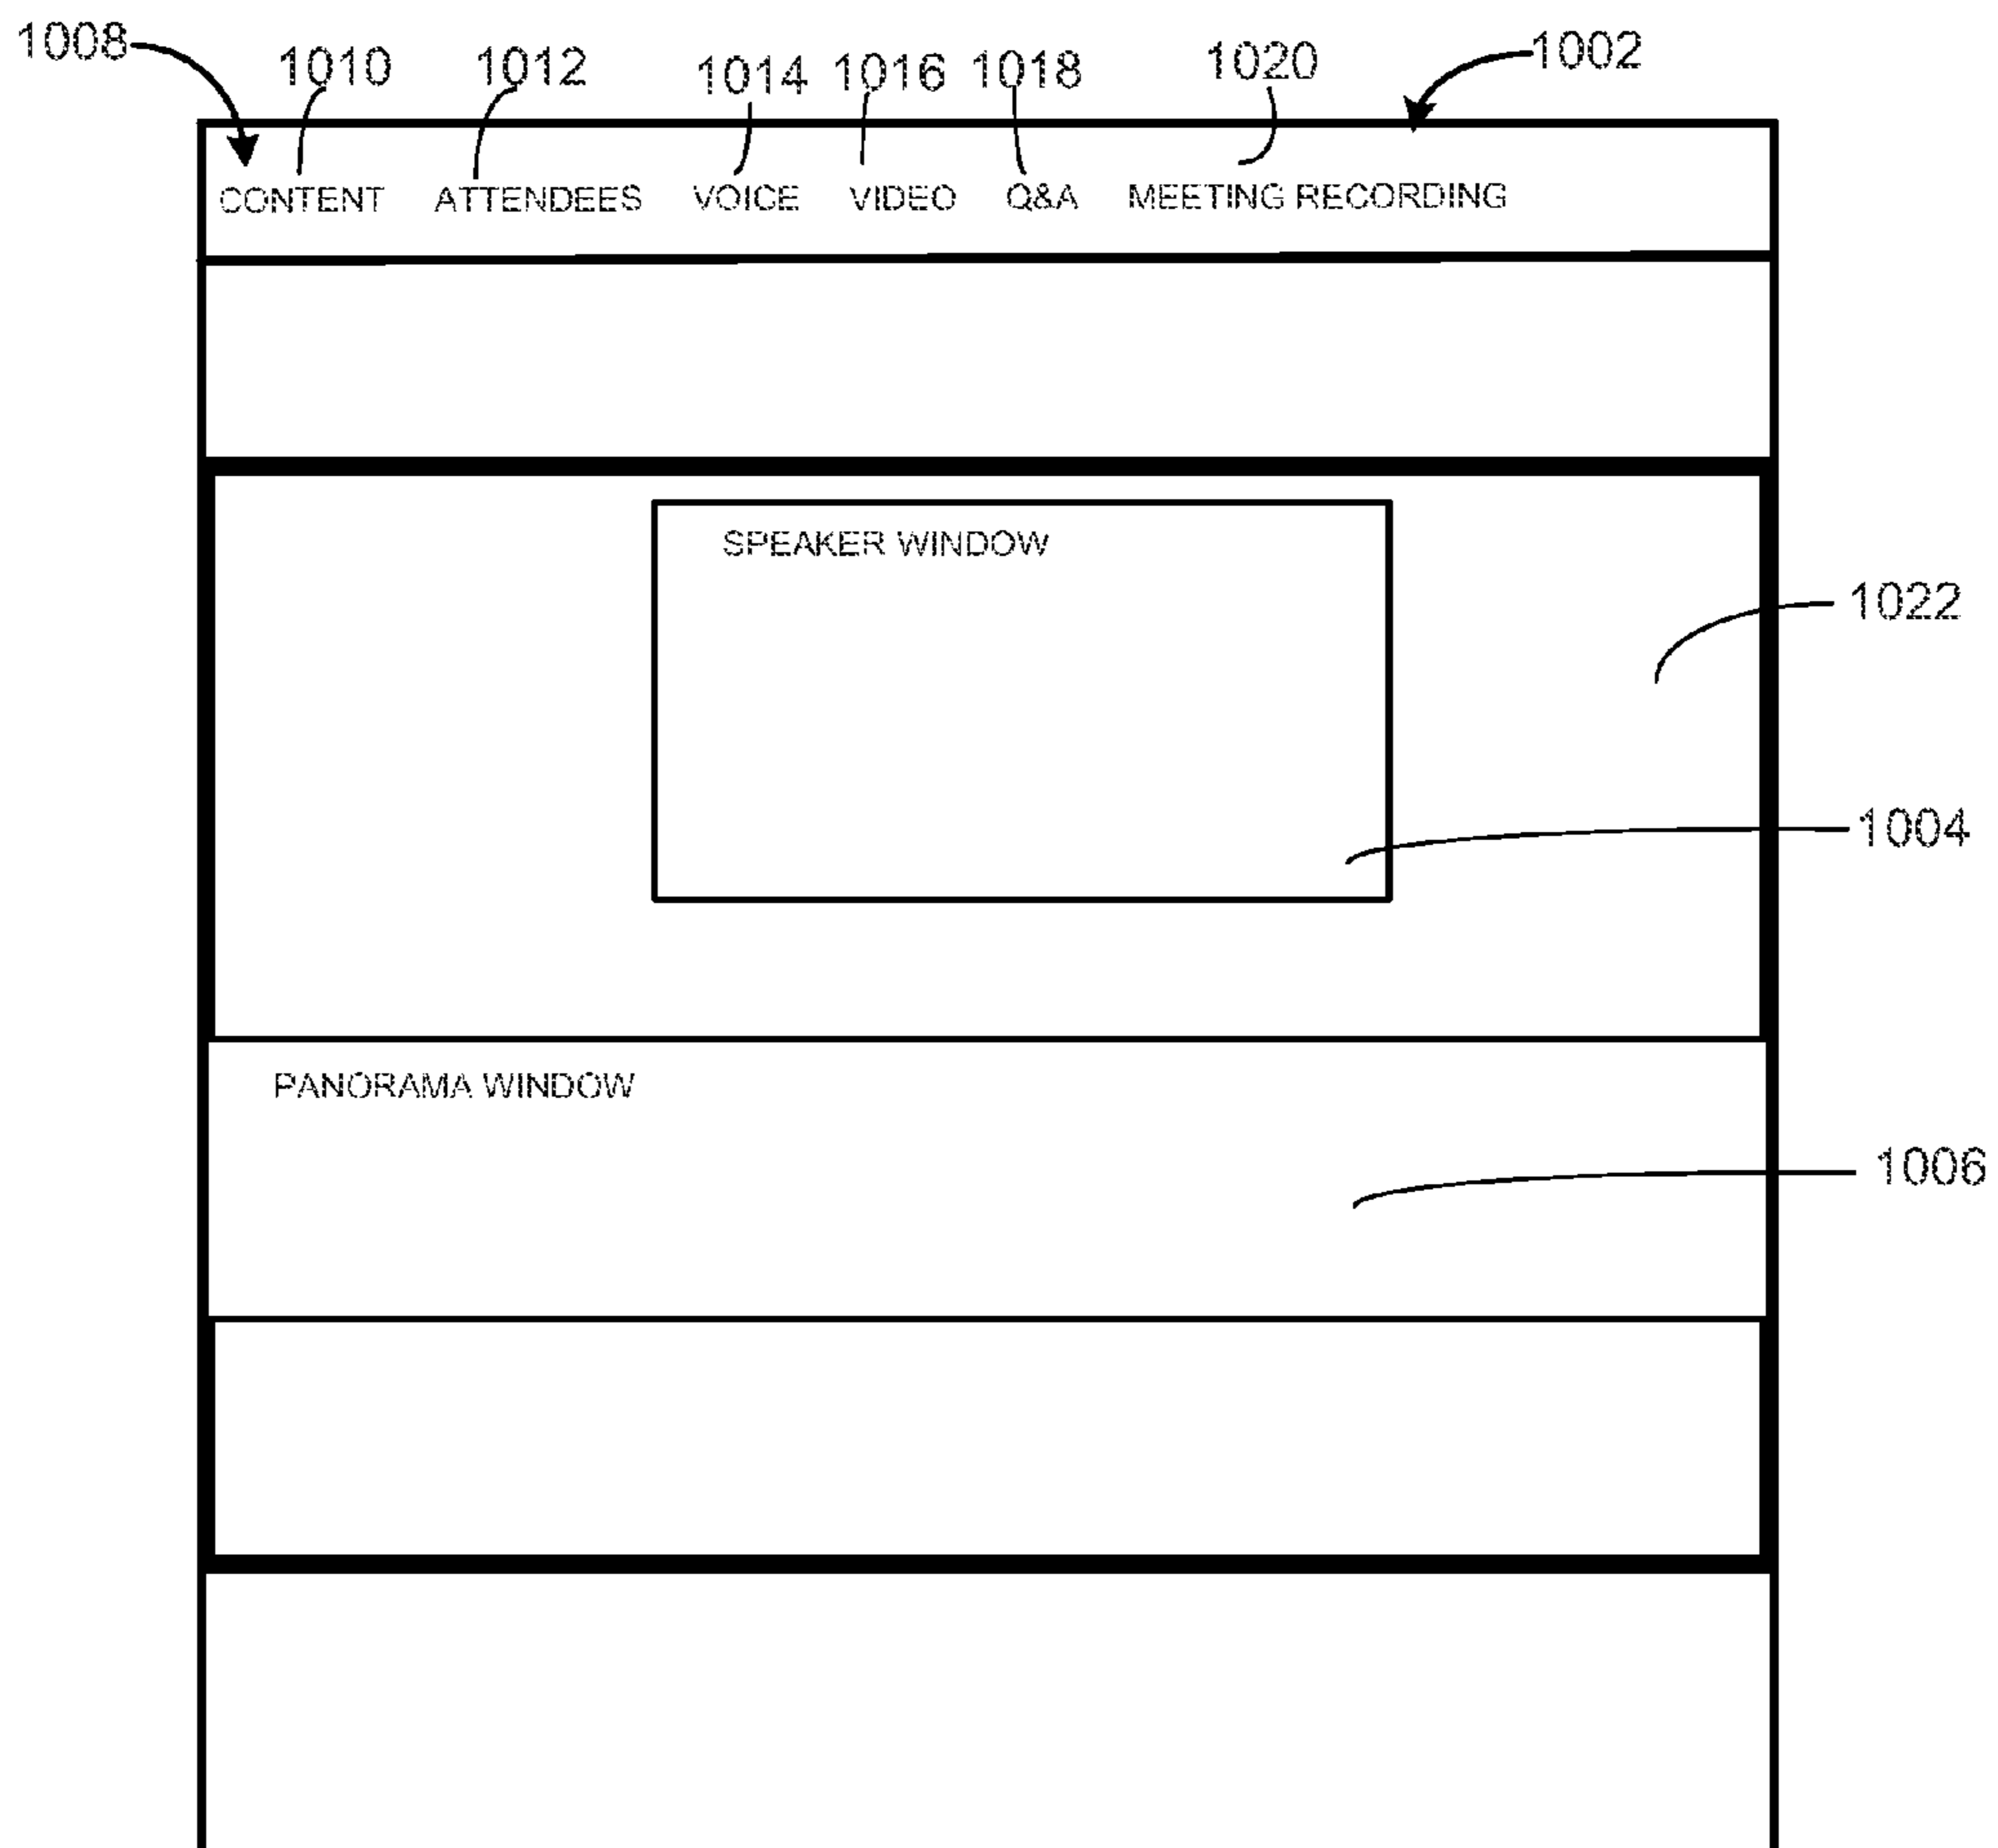 1008 1010 1012 1014 1016 1018 1020 1002
CONTENT ATTENDEES VOICE VIDEO Q&A MEETING RECORDING
SPEAKER WINDOW
1022
1004
PANORAMA WINDOW
1006